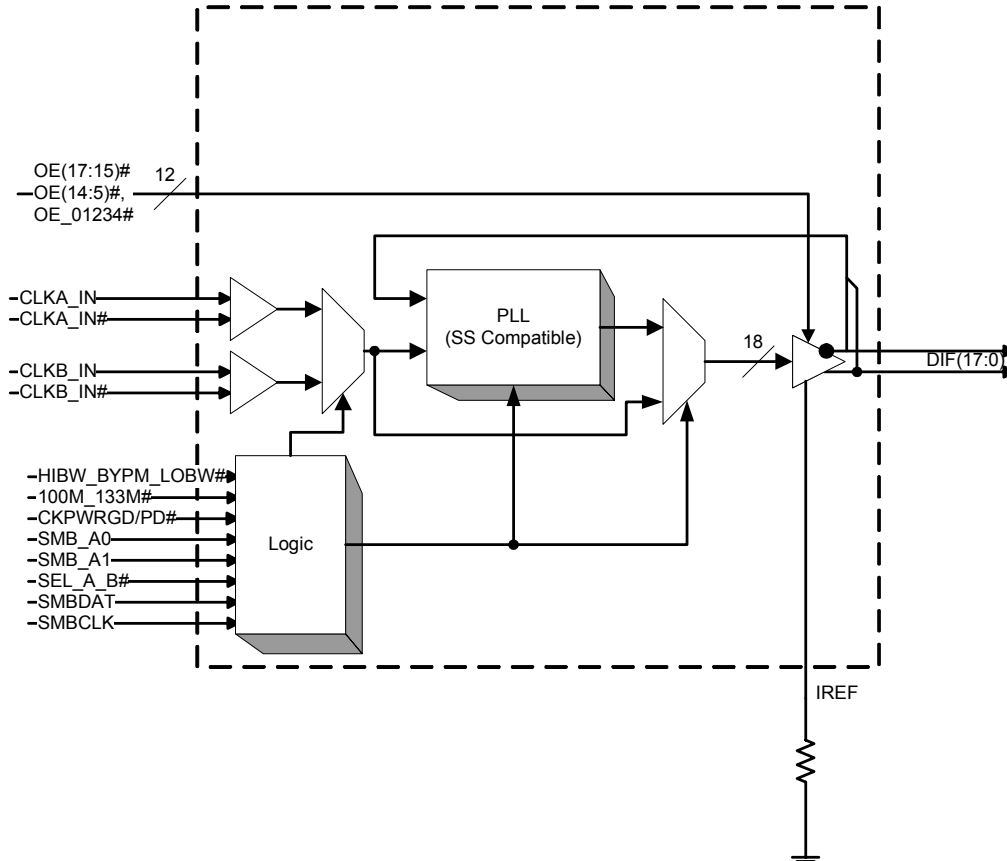 OE(17:15)#
12
OE(14:5)#,
OE_01234#
CLKA_IN
CLKA_IN#
PLL
(SS Compatible)
18
DIF(17:0)
CLKB_IN
CLKB_IN#
HIBW_BYPM_LOBW#
100M_133M#
CKPWRGD/PD#
SMB_A0
Logic
SMB_A1
SEL_A_B#
SMBDAT
SMBCLK
IREF